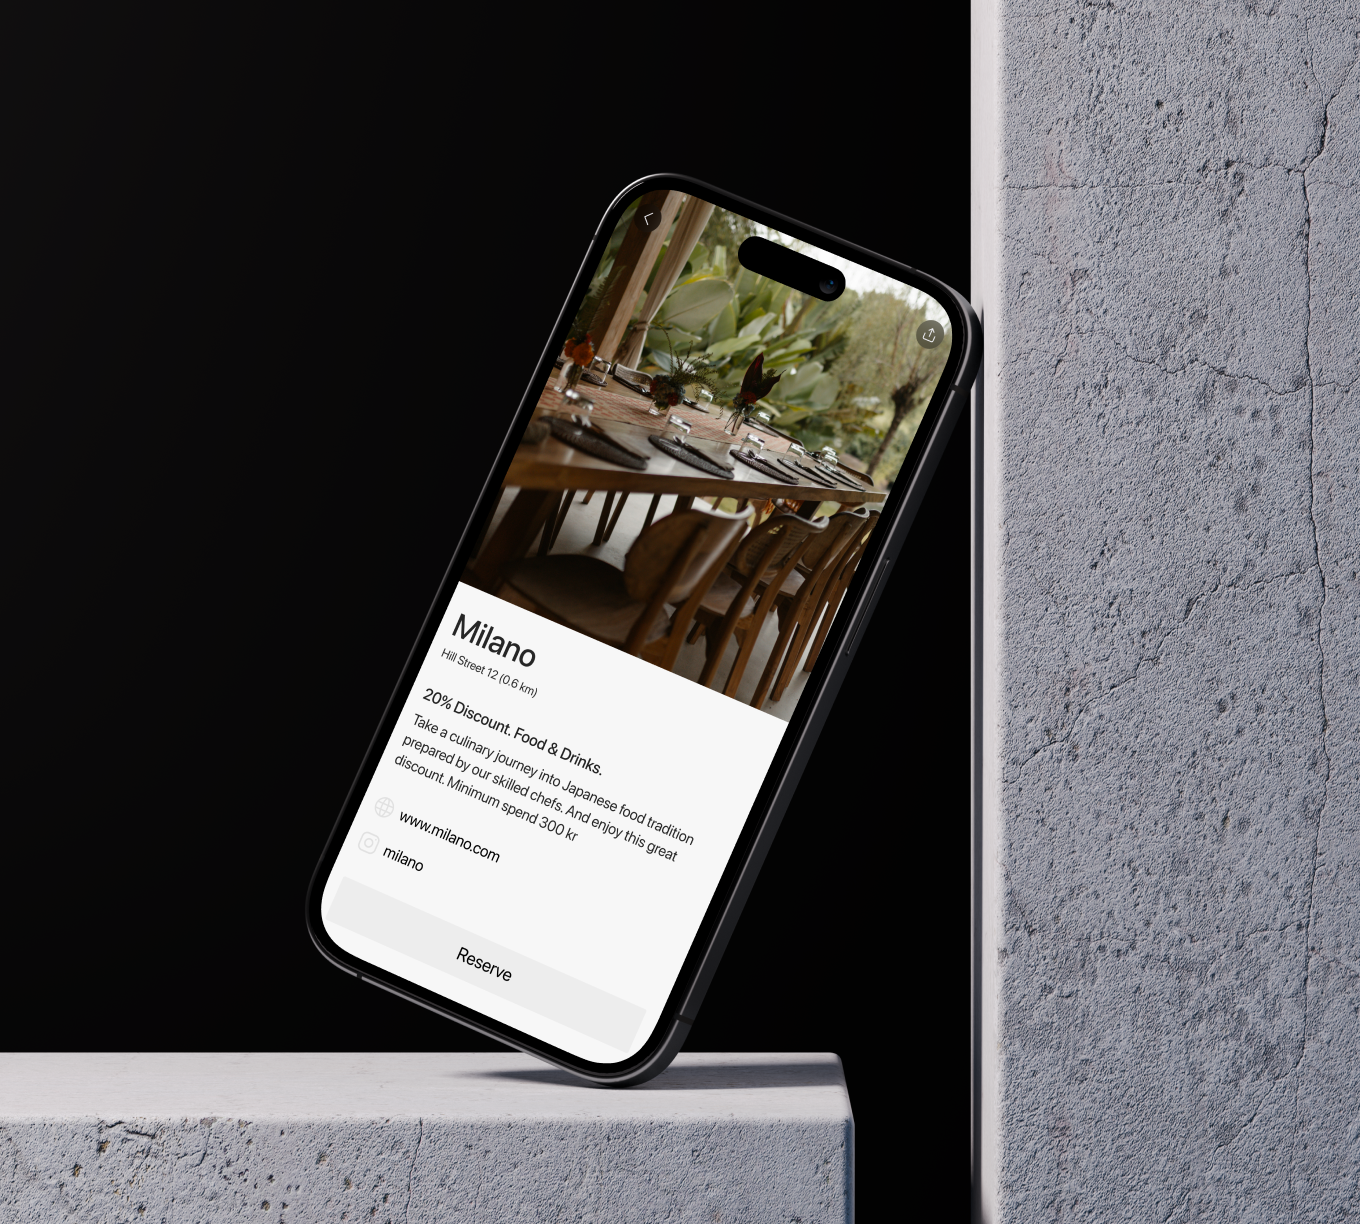 Milano
Hill Street 12 (0.6 km)
20% Discount. Food & Drinks.
Take a culinary journey into Japanese food tradition
prepared by our skilled chefs. And enjoy this great
discount. Minimum spend 300 kr
www.milano.com
milano
Reserve